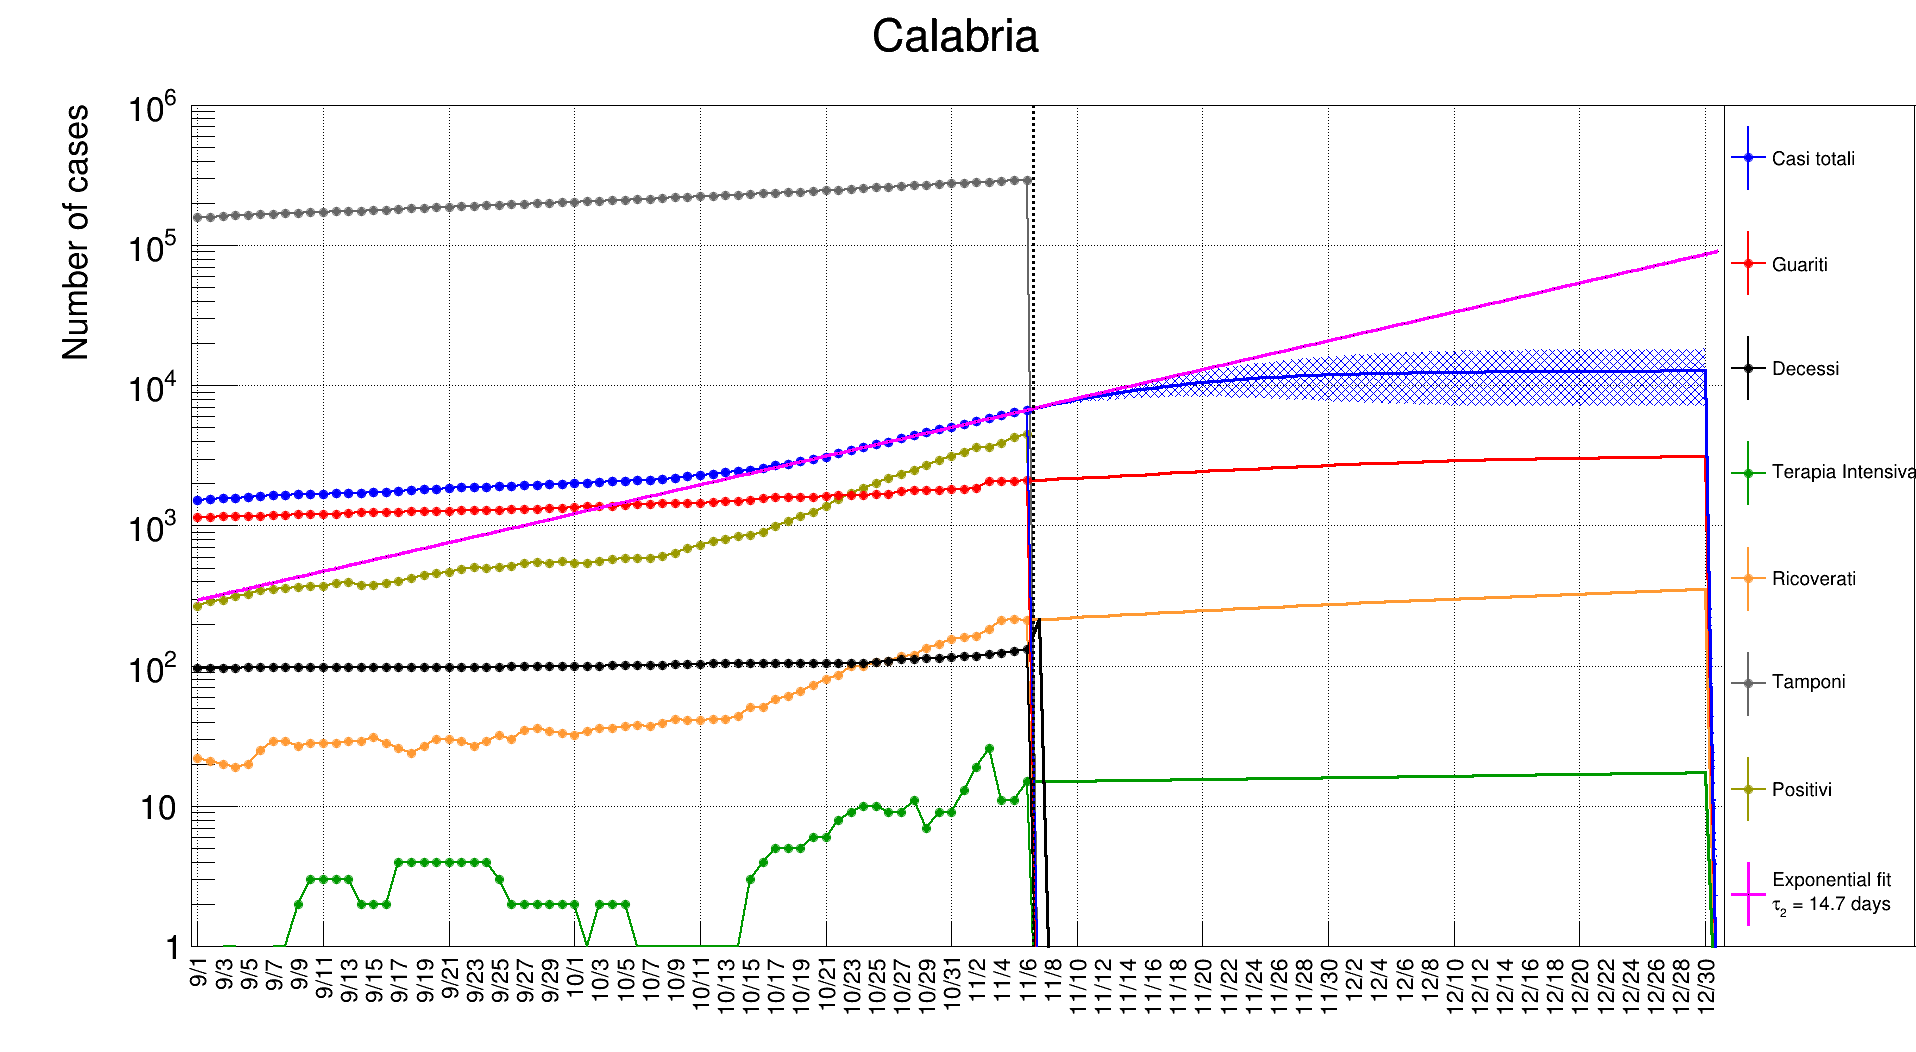 Calabria
Number of cases
10^6
10^5
10^4
10^3
10^2
10
1
9/1 9/3 9/5 9/7 9/9 9/11 9/13 9/15 9/17 9/19 9/21 9/23 9/25 9/27 9/29 10/1 10/3 10/5 10/7 10/9 10/11 10/13 10/15 10/17 10/19 10/21 10/23 10/25 10/27 10/29 10/31 11/2 11/4 11/6 11/8 11/10 11/12 11/14 11/16 11/18 11/20 11/22 11/24 11/26 11/28 11/30 12/2 12/4 12/6 12/8 12/10 12/12 12/14 12/16 12/18 12/20 12/22 12/24 12/26 12/28 12/30
Casi totali
Guariti
Decessi
Terapia Intensiva
Ricoverati
Tamponi
Positivi
Exponential fit
τ_2 = 14.7 days